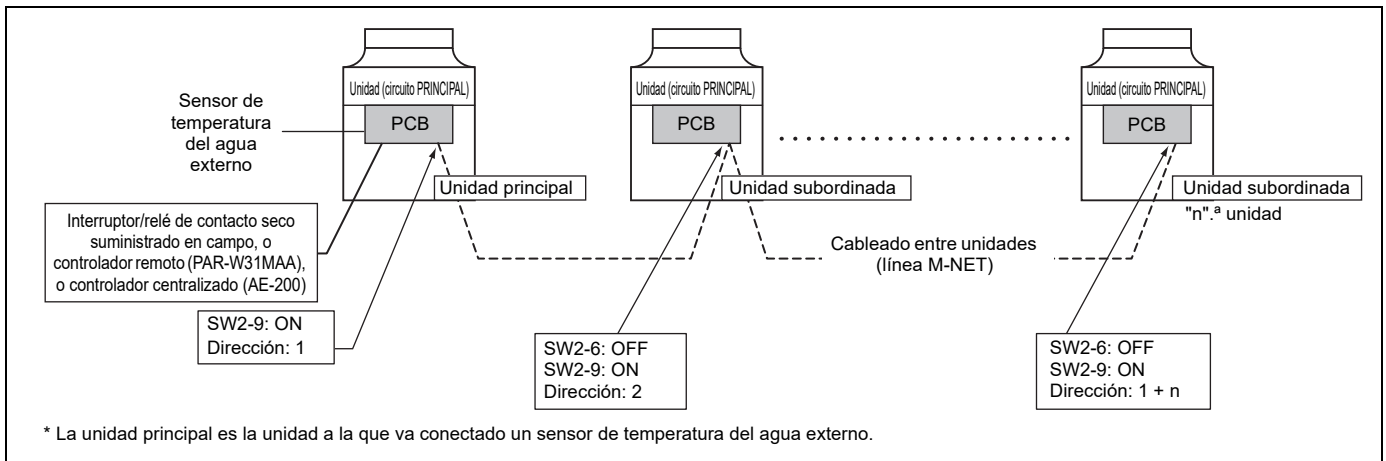 Unidad (circuito PRINCIPAL)
PCB
Sensor de
temperatura
del agua
externo
Unidad principal
Unidad (circuito PRINCIPAL)
PCB
Unidad subordinada
Unidad (circuito PRINCIPAL)
PCB
Unidad subordinada
"n".ª unidad
Interruptor/relé de contacto seco
suministrado en campo, o
controlador remoto (PAR-W31MAA),
o controlador centralizado (AE-200)
Cableado entre unidades
(línea M-NET)
SW2-9: ON
Dirección: 1
SW2-6: OFF
SW2-9: ON
Dirección: 2
SW2-6: OFF
SW2-9: ON
Dirección: 1 + n
* La unidad principal es la unidad a la que va conectado un sensor de temperatura del agua externo.